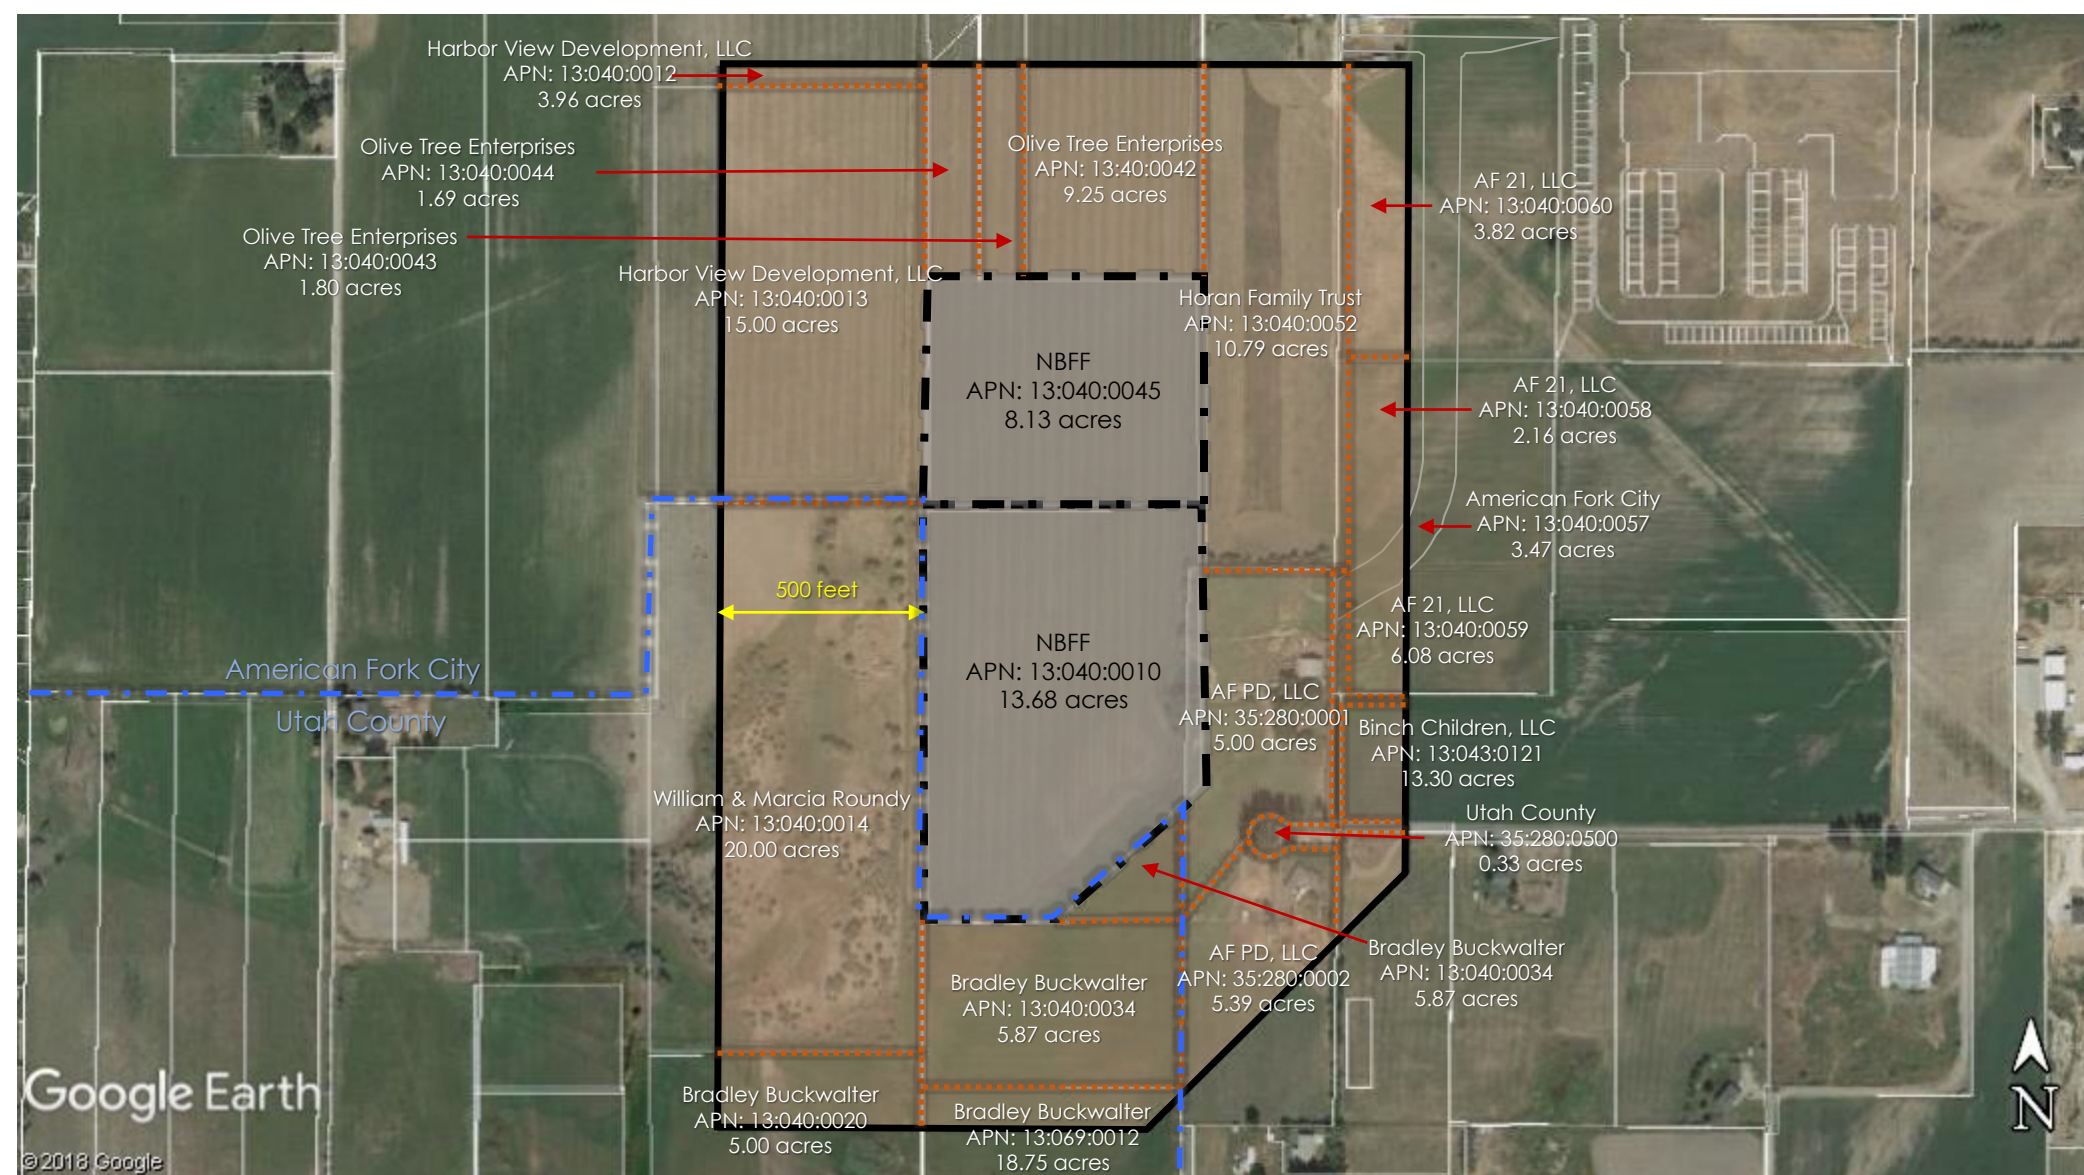 Harbor View Development, LLC
APN: 13:040:0012
3.96 acres
Olive Tree Enterprises
APN: 13:040:0044
1.69 acres
Olive Tree Enterprises
APN: 13:40:0042
9.25 acres
AF 21, LLC
APN: 13:040:0060
3.82 acres
Olive Tree Enterprises
APN: 13:040:0043
1.80 acres
Harbor View Development, LLC
APN: 13:040:0013
15.00 acres
Horan Family Trust
APN: 13:040:0052
10.79 acres
NBFF
APN: 13:040:0045
8.13 acres
AF 21, LLC
APN: 13:040:0058
2.16 acres
American Fork City
APN: 13:040:0057
3.47 acres
500 feet
AF 21, LLC
APN: 13:040:0059
6.08 acres
NBFF
APN: 13:040:0010
13.68 acres
American Fork City
Utah County
AF PD, LLC
APN: 35:280:0001
5.00 acres
Binch Children, LLC
APN: 13:043:0121
13.30 acres
William & Marcia Roundy
APN: 13:040:0014
20.00 acres
Utah County
APN: 35:280:0500
0.33 acres
AF PD, LLC
APN: 35:280:0002
5.39 acres
Bradley Buckwalter
APN: 13:040:0034
5.87 acres
Bradley Buckwalter
APN: 13:040:0034
5.87 acres
Bradley Buckwalter
APN: 13:040:0020
5.00 acres
Bradley Buckwalter
APN: 13:069:0012
18.75 acres
Google Earth
©2018 Google
N